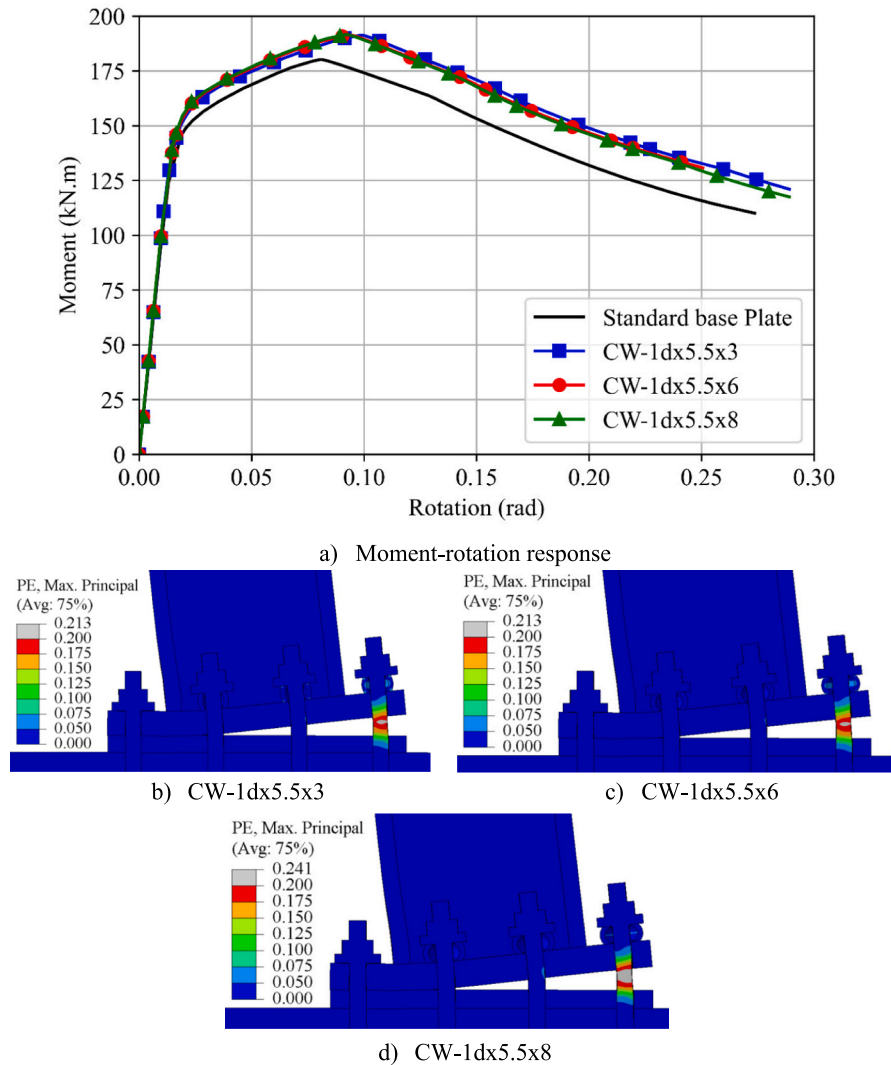 200
175
150
125
100
75
50
25
0
Moment (kN.m)
0.00 0.05 0.10 0.15 0.20 0.25 0.30
Rotation (rad)
Standard base Plate
CW-1dx5.5x3
CW-1dx5.5x6
CW-1dx5.5x8
a) Moment-rotation response
PE, Max. Principal
(Avg: 75%)
0.213
0.200
0.175
0.150
0.125
0.100
0.075
0.050
0.000
b) CW-1dx5.5x3
PE, Max. Principal
(Avg: 75%)
0.213
0.200
0.175
0.150
0.125
0.100
0.075
0.050
0.000
c) CW-1dx5.5x6
PE, Max. Principal
(Avg: 75%)
0.241
0.200
0.175
0.150
0.125
0.100
0.075
0.050
0.000
d) CW-1dx5.5x8